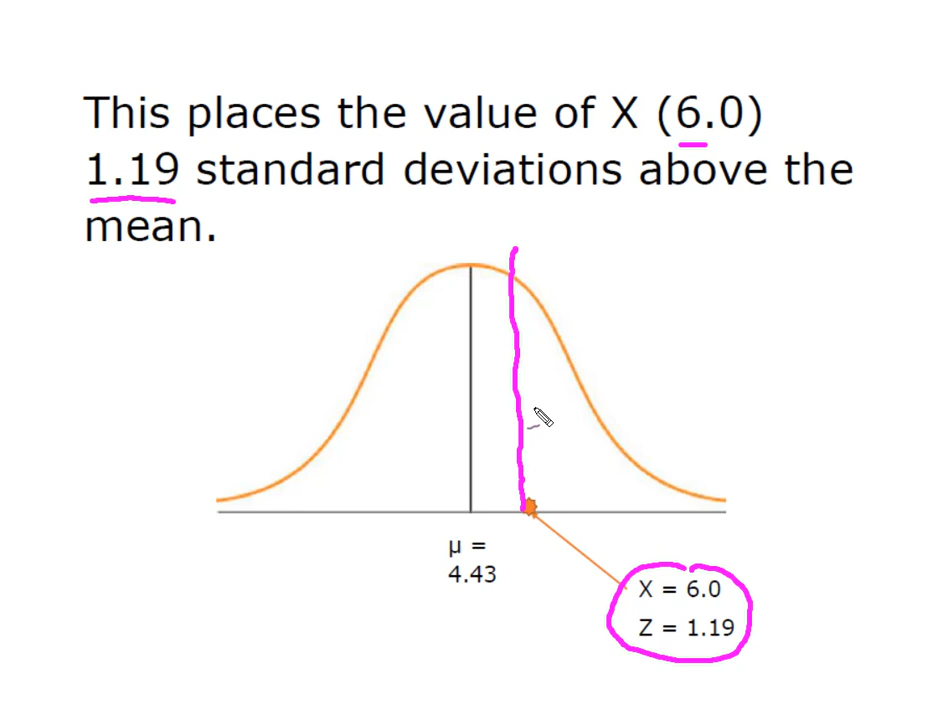 This places the value of X (6.0)
1.19 standard deviations above the
mean.
μ =
4.43
X = 6.0
Z = 1.19